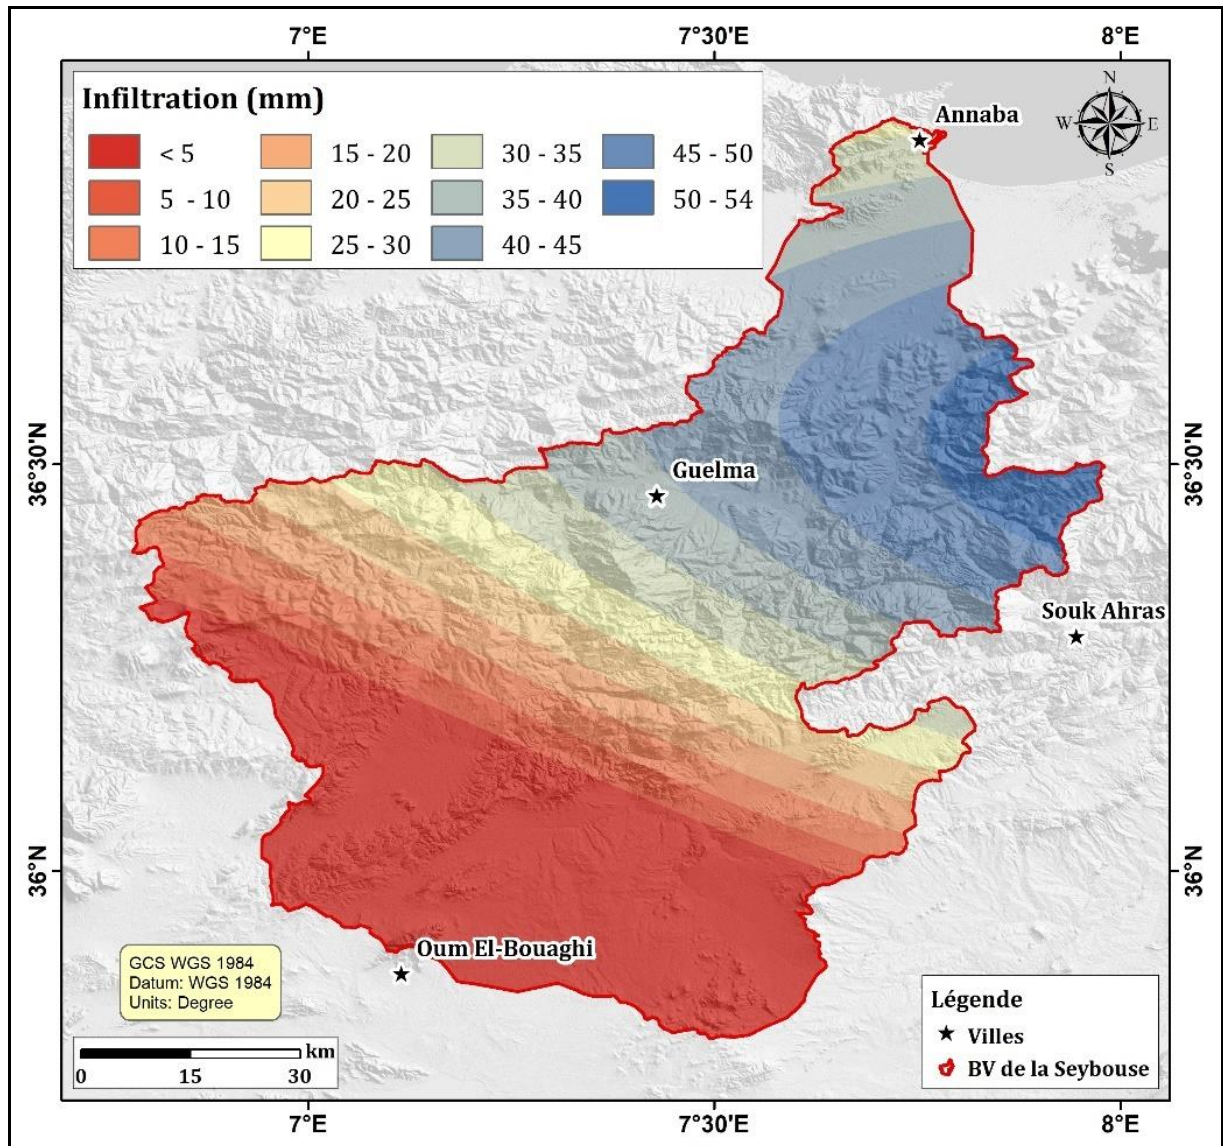 7°E 7°30'E 8°E
Infiltration (mm)
< 5 15 - 20 30 - 35 45 - 50
5 - 10 20 - 25 35 - 40 50 - 54
10 - 15 25 - 30 40 - 45
N
W E
S
Annaba
36°30'N 36°30'N
Guelma
Souk Ahras
36°N 36°N
Oum El-Bouaghi
GCS WGS 1984
Datum: WGS 1984
Units: Degree
km
0 15 30
Légende
Villes
BV de la Seybouse
7°E 7°30'E 8°E